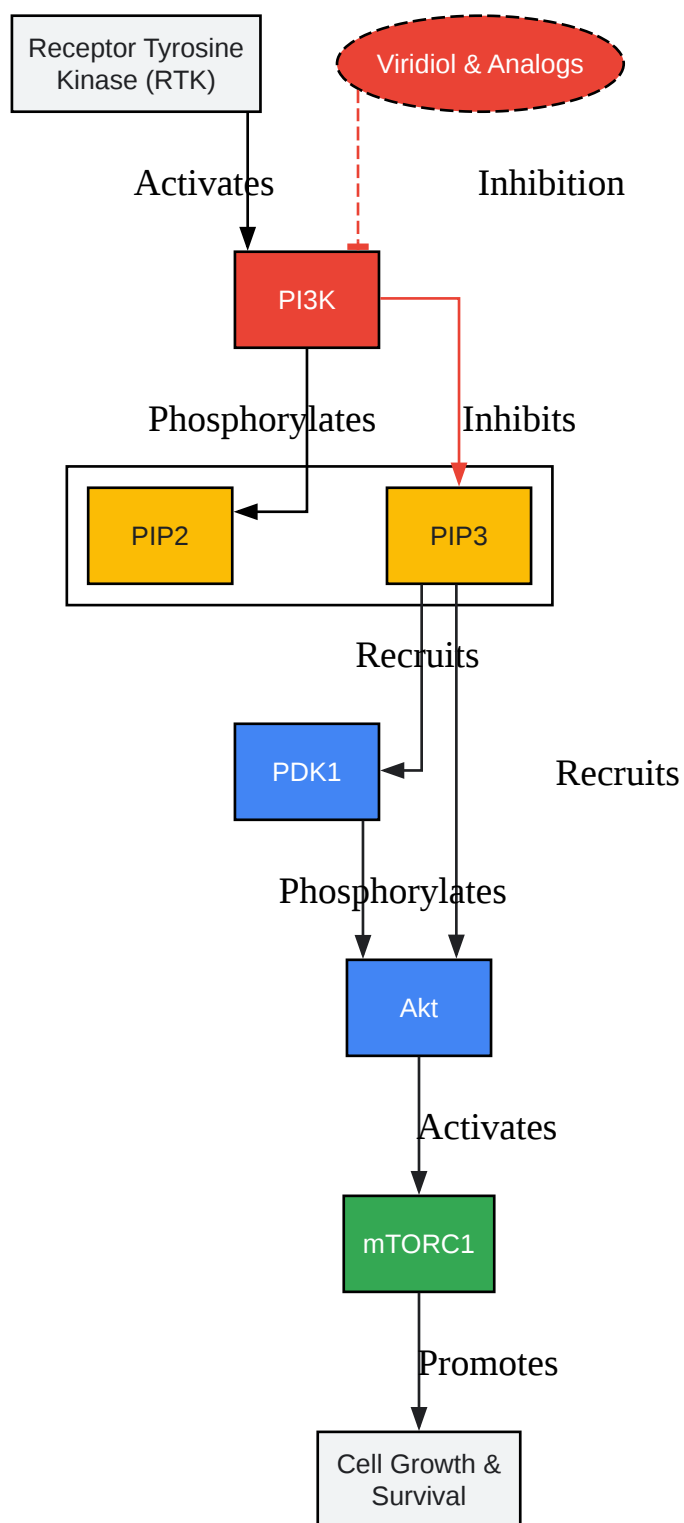 Receptor Tyrosine
Kinase (RTK)
Viridiol & Analogs
Activates
Inhibition
PI3K
Phosphorylates
Inhibits
PIP2
PIP3
Recruits
PDK1
Recruits
Phosphorylates
Akt
Activates
mTORC1
Promotes
Cell Growth &
Survival